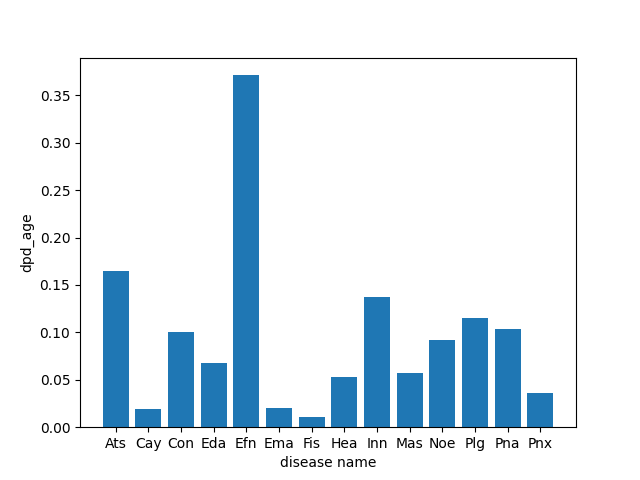 0.35
0.30
0.25
0.20
0.15
0.10
0.05
0.00
dpd_age
Ats Cay Con Eda Efn Ema Fis Hea Inn Mas Noe Plg Pna Pnx
disease name